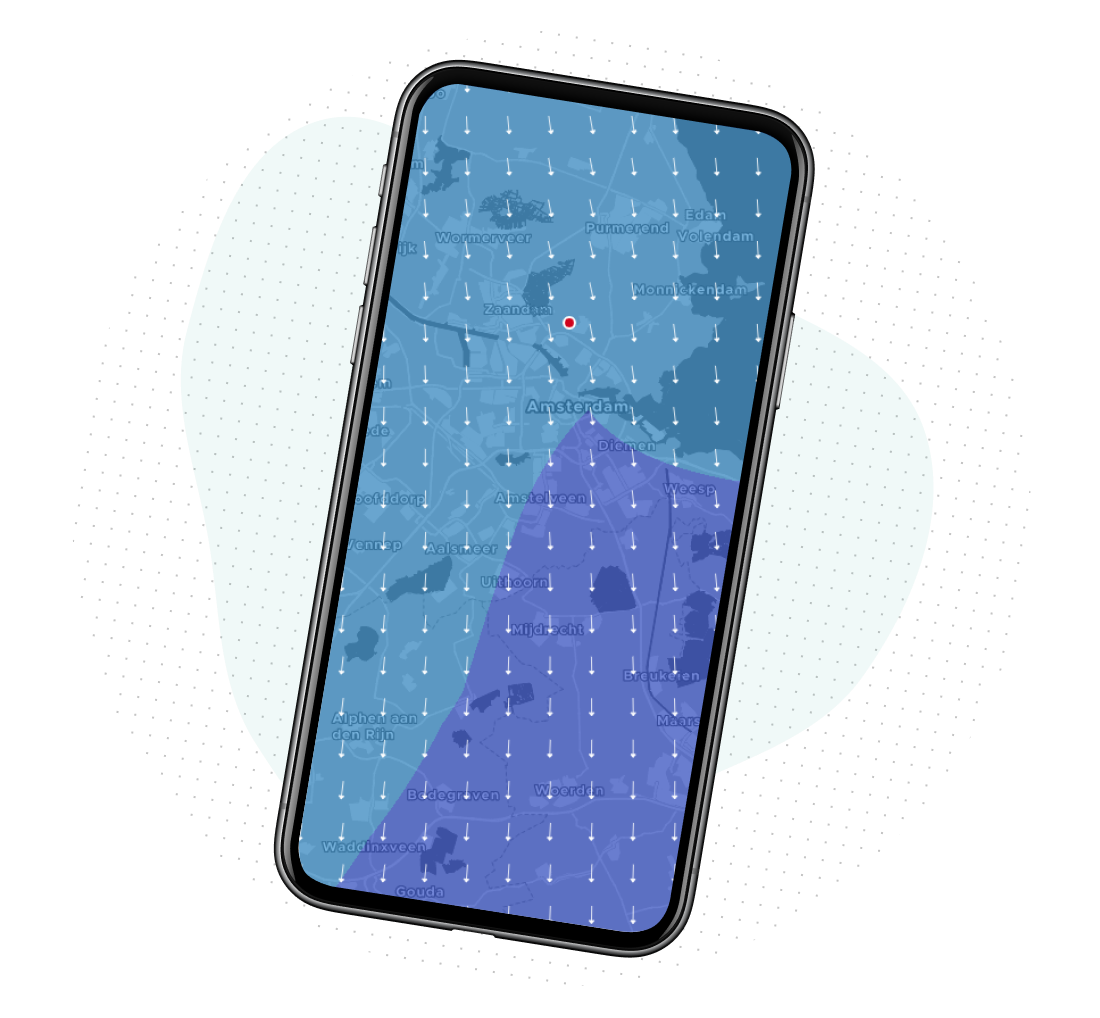 Edam
Purmerend
Volendam
Wormerveer
Monnickendam
Zaandam
Amsterdam
Diemen
Weesp
Amstelveen
Aalsmeer
Uithoorn
Mijdrecht
Breukelen
Alphen aan
den Rijn
Woerden
Bodegraven
Waddinxveen
Gouda